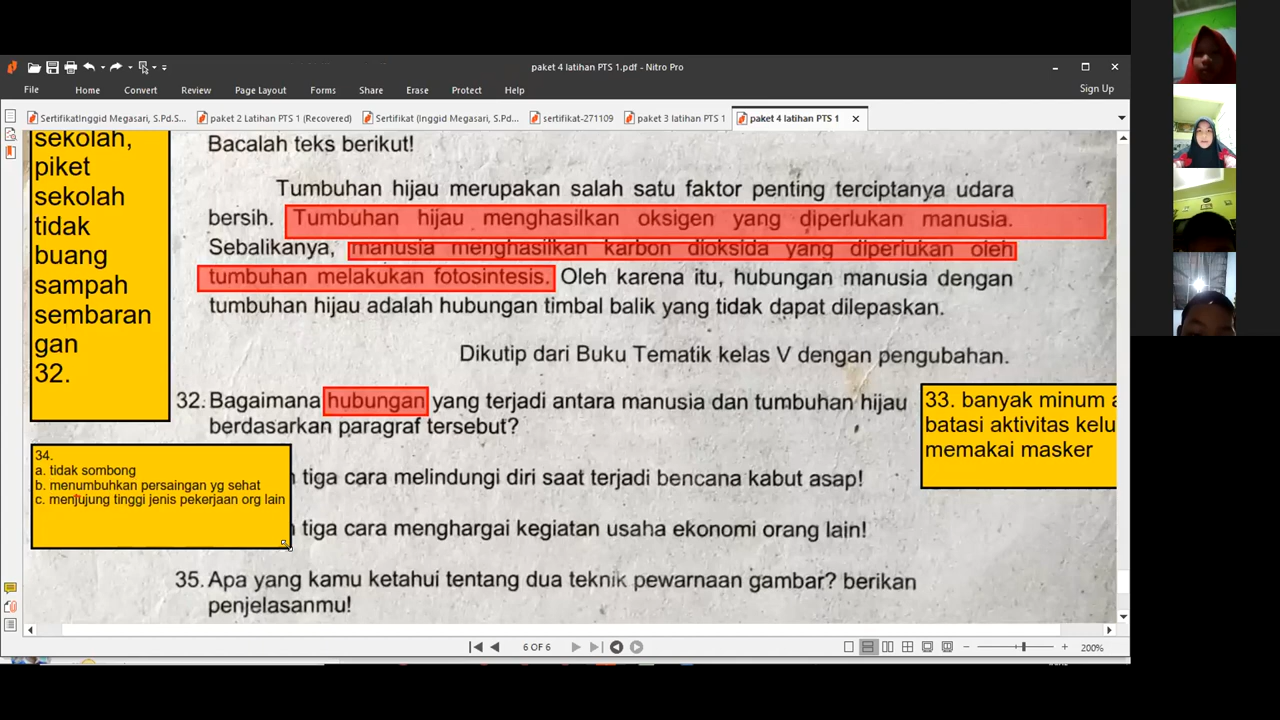 paket 4 latihan PTS 1.pdf - Nitro Pro
File Home Convert Review Page Layout Forms Share Erase Protect Help Sign Up
SertifikatInggid Megasari, S.Pd.S... paket 2 Latihan PTS 1 (Recovered) Sertifikat (Inggid Megasari, S.Pd... sertifikat-271109 paket 3 latihan PTS 1 paket 4 latihan PTS 1
sekolah,
piket
sekolah
tidak
buang
sampah
sembaran
gan
32.
Bacalah teks berikut!
Tumbuhan hijau merupakan salah satu faktor penting terciptanya udara
bersih. Tumbuhan hijau menghasilkan oksigen yang diperlukan manusia.
Sebalikanya, manusia menghasilkan karbon dioksida yang diperlukan oleh
tumbuhan melakukan fotosintesis. Oleh karena itu, hubungan manusia dengan
tumbuhan hijau adalah hubungan timbal balik yang tidak dapat dilepaskan.
Dikutip dari Buku Tematik kelas V dengan pengubahan.
32. Bagaimana hubungan yang terjadi antara manusia dan tumbuhan hijau
berdasarkan paragraf tersebut?
33. banyak minum
batasi aktivitas kelu
memakai masker
34.
a. tidak sombong
b. menumbuhkan persaingan yg sehat
c. menjujung tinggi jenis pekerjaan org lain
tiga cara melindungi diri saat terjadi bencana kabut asap!
tiga cara menghargai kegiatan usaha ekonomi orang lain!
35. Apa yang kamu ketahui tentang dua teknik pewarnaan gambar? berikan
penjelasanmu!
6 OF 6
200%